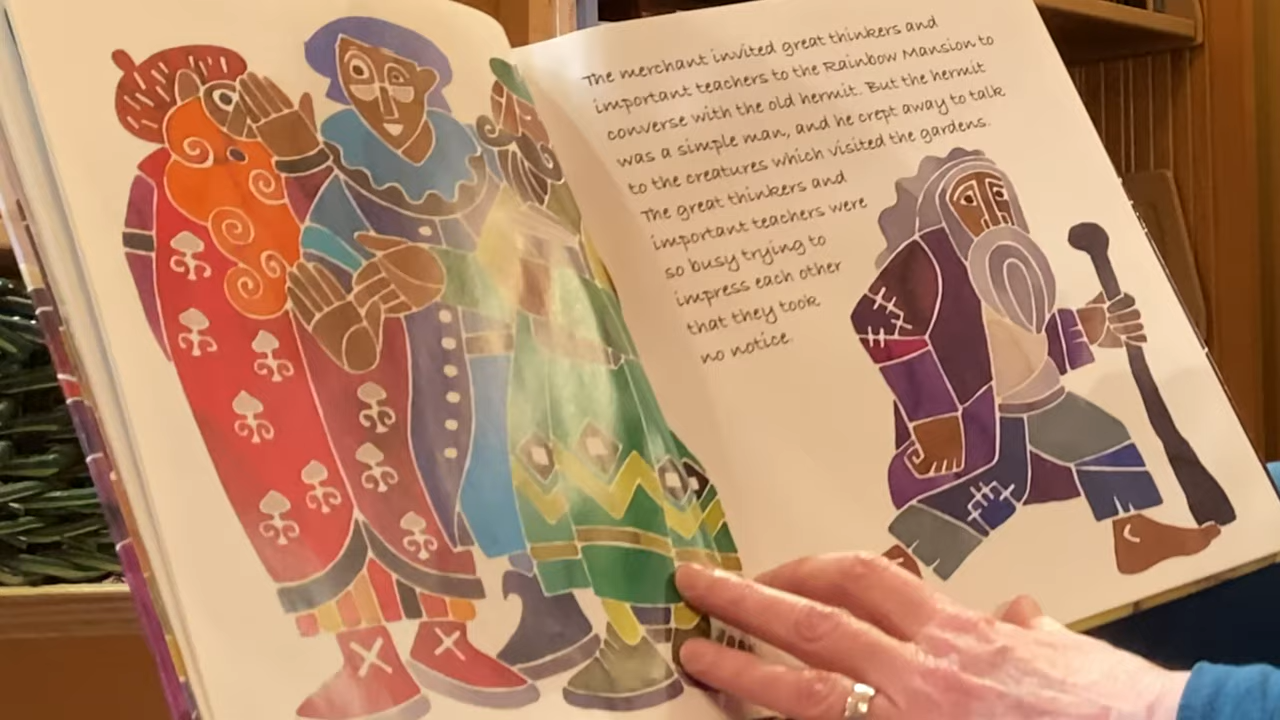 The merchant invited great thinkers and
important teachers to the Rainbow Mansion to
converse with the old hermit. But the hermit
was a simple man, and he crept away to talk
to the creatures which visited the gardens.
The great thinkers and
important teachers were
so busy trying to
impress each other
that they took
no notice.